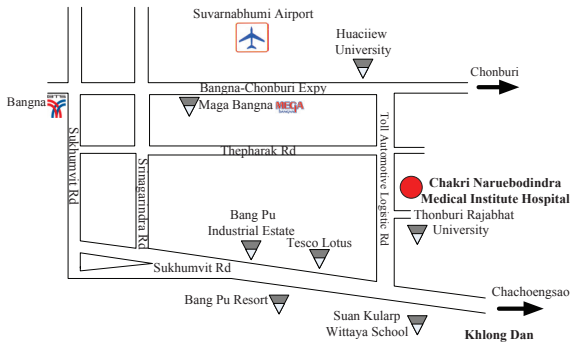 Suvarnabhumi Airport
Huaciiew
University
Bangna-Chonburi Expy
Chonburi
Bangna
Maga Bangna
MEGA
Sukhumvit Rd
Srinagarindra Rd
Thepharak Rd
Toll Automotive Logistic Rd
Chakri Naruebodindra
Medical Institute Hospital
Thonburi Rajabhat
University
Bang Pu
Industrial Estate
Tesco Lotus
Sukhumvit Rd
Bang Pu Resort
Suan Kularp
Wittaya School
Chachoengsao
Khlong Dan